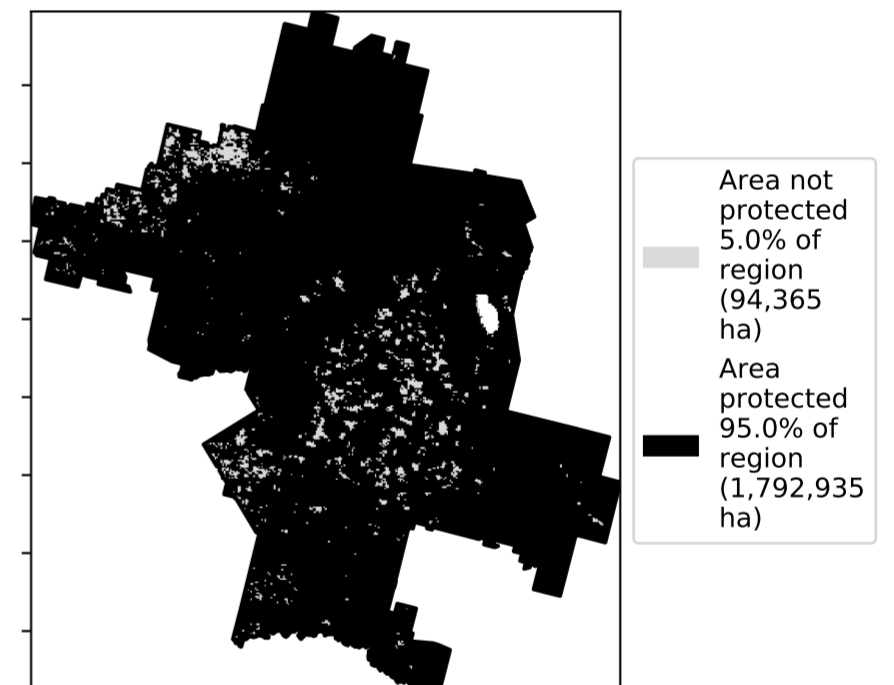 Area not
protected
5.0% of
region
(94,365
ha)
Area
protected
95.0% of
region
(1,792,935
ha)